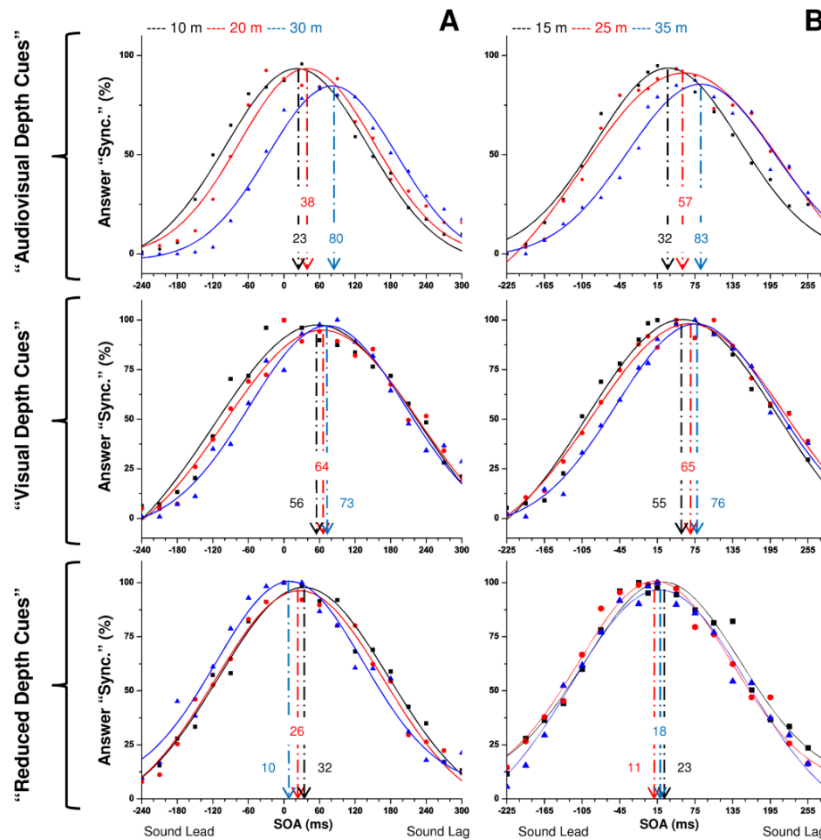 A
B
---- 10 m ---- 20 m ---- 30 m
---- 15 m ---- 25 m ---- 35 m
"Audiovisual Depth Cues"
Answer "Sync." (%)
100
50
0
38
23
80
-240 -180 -120 -60 0 60 120 180 240 300
100
50
0
57
32
83
-225 -165 -105 -45 15 75 135 195 255
"Visual Depth Cues"
Answer "Sync." (%)
100
75
50
25
0
64
56
73
-240 -180 -120 -60 0 60 120 180 240 300
100
75
50
25
0
65
55
76
-225 -165 -105 -45 15 75 135 195 255
"Reduced Depth Cues"
Answer "Sync." (%)
100
75
50
25
0
26
10
32
-240 -180 -120 -60 0 60 120 180 240 300
Sound Lead
SOA (ms)
Sound Lag
100
75
50
25
0
18
11
23
-225 -165 -105 -45 15 75 135 195 255
Sound Lead
SOA (ms)
Sound Lag